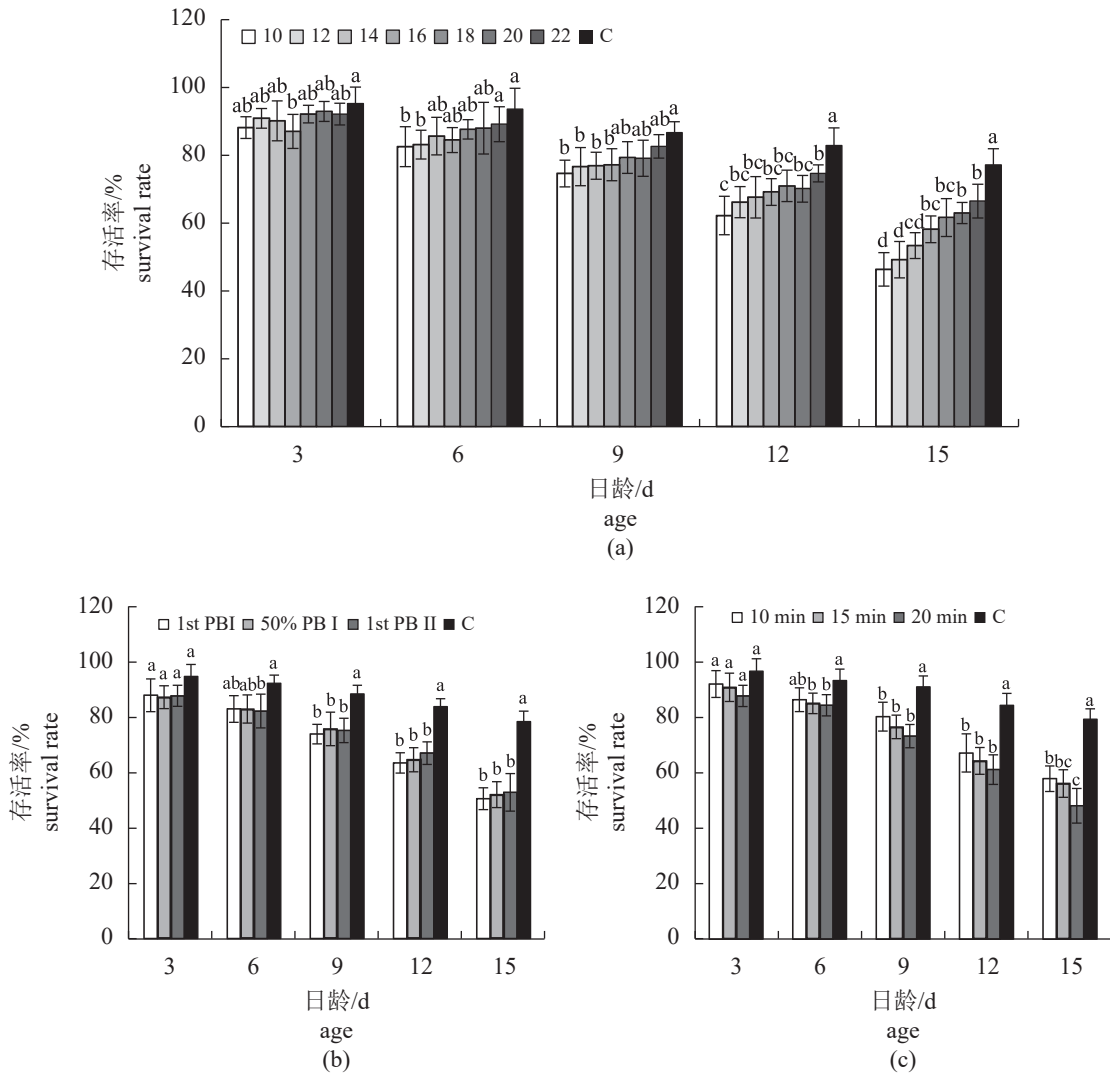 120
10 12 14 16 18 20 22 C
100
80
60
40
20
0
存活率/%
survival rate
ab ab ab b ab ab ab a
b b ab ab ab ab a a
b b b b ab ab ab a
c bc bc bc bc bc b a
d d cd bc bc b b a
3 6 9 12 15
日龄/d
age
(a)
120
1st PBI 50% PB I 1st PB II C
100
80
60
40
20
0
存活率/%
survival rate
a a a a
ab ab b a
b b b a
b b b a
b b b a
3 6 9 12 15
日龄/d
age
(b)
120
10 min 15 min 20 min C
100
80
60
40
20
0
存活率/%
survival rate
a a a a
ab b b a
b b b a
b b b a
b bc c a
3 6 9 12 15
日龄/d
age
(c)